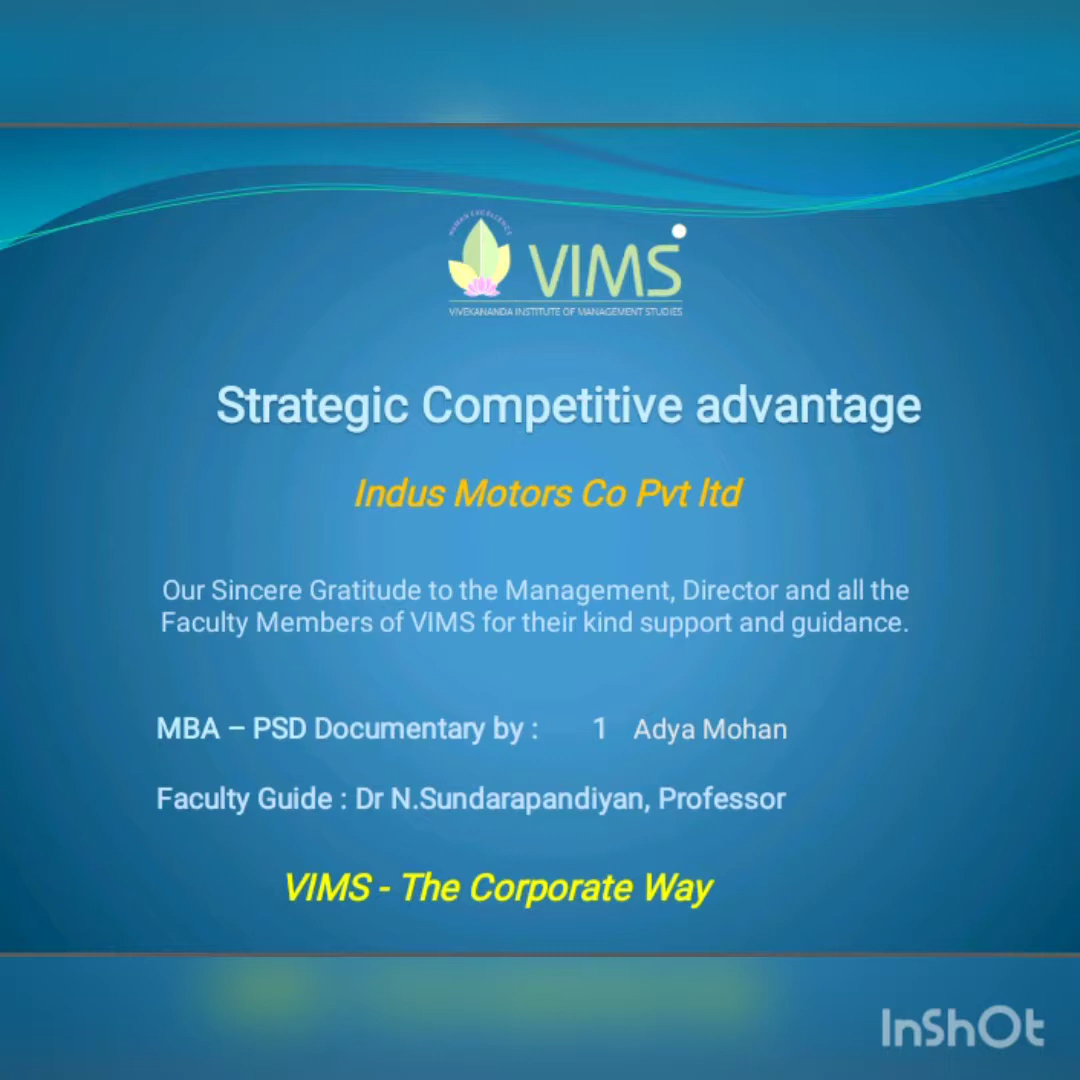 HUMAN EXCELLENCE
VIMS
VIVEKANANDA INSTITUTE OF MANAGEMENT STUDIES
Strategic Competitive advantage
Indus Motors Co Pvt ltd
Our Sincere Gratitude to the Management, Director and all the
Faculty Members of VIMS for their kind support and guidance.
MBA – PSD Documentary by : 1 Adya Mohan
Faculty Guide : Dr N.Sundarapandiyan, Professor
VIMS - The Corporate Way
InShOt